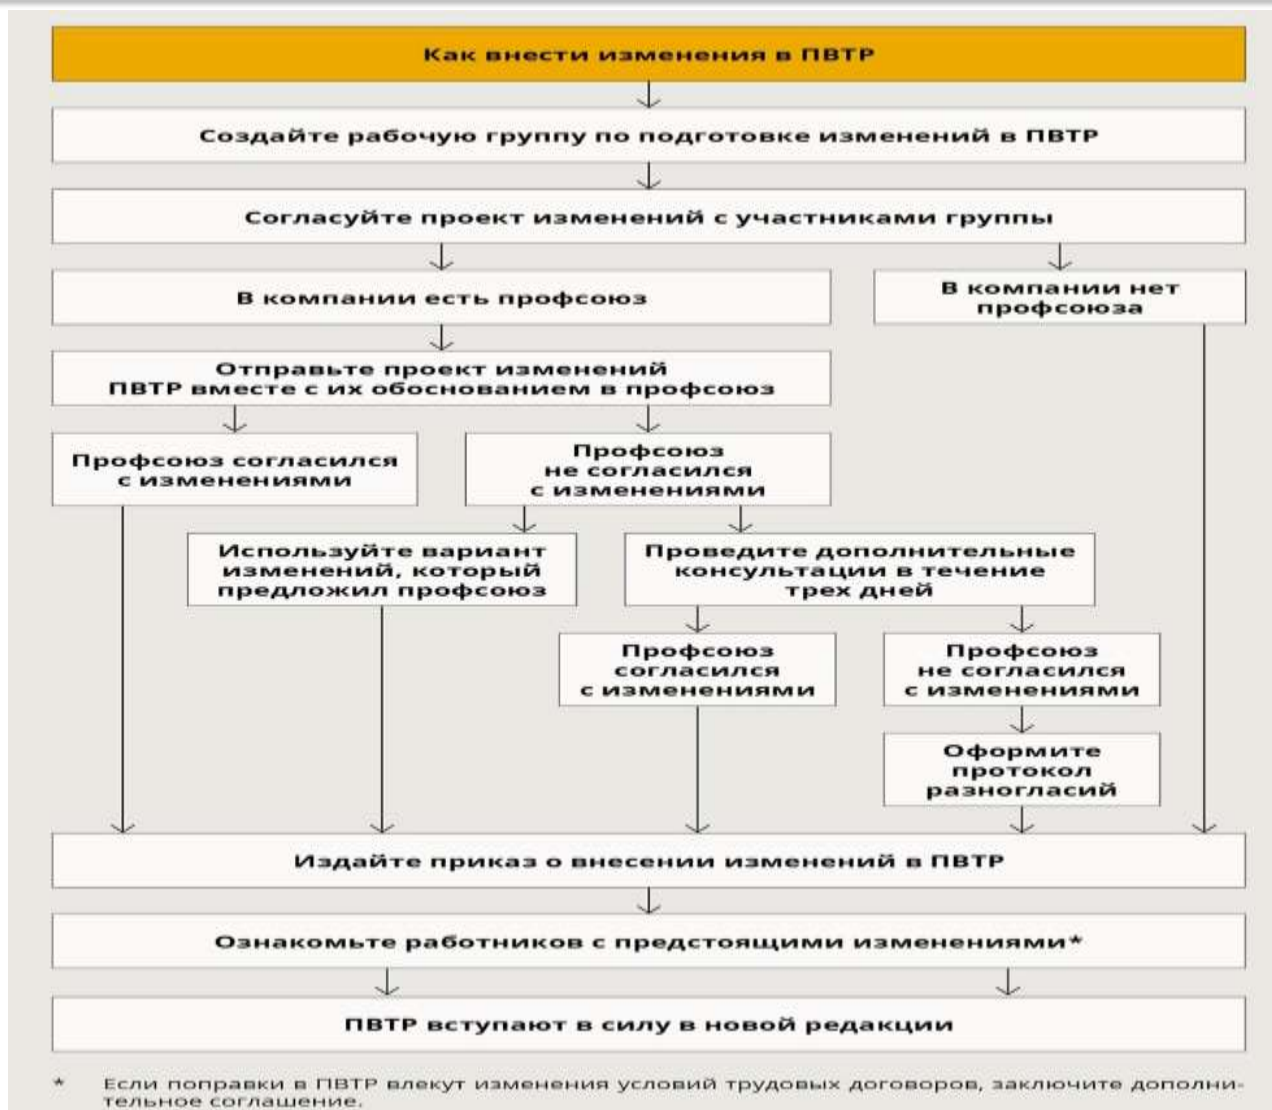 Как внести изменения в ПВТР
Создайте рабочую группу по подготовке изменений в ПВТР
Согласуйте проект изменений с участниками группы
В компании есть профсоюз
В компании нет
профсоюза
Отправьте проект изменений
ПВТР вместе с их обоснованием в профсоюз
Профсоюз согласился
с изменениями
Профсоюз
не согласился
с изменениями
Используйте вариант
изменений, который
предложил профсоюз
Проведите дополнительные
консультации в течение
трех дней
Профсоюз
согласился
с изменениями
Профсоюз
не согласился
с изменениями
Оформите
протокол
разногласий
Издайте приказ о внесении изменений в ПВТР
Ознакомьте работников с предстоящими изменениями*
ПВТР вступают в силу в новой редакции
* Если поправки в ПВТР влекут изменения условий трудовых договоров, заключите дополни-
тельное соглашение.